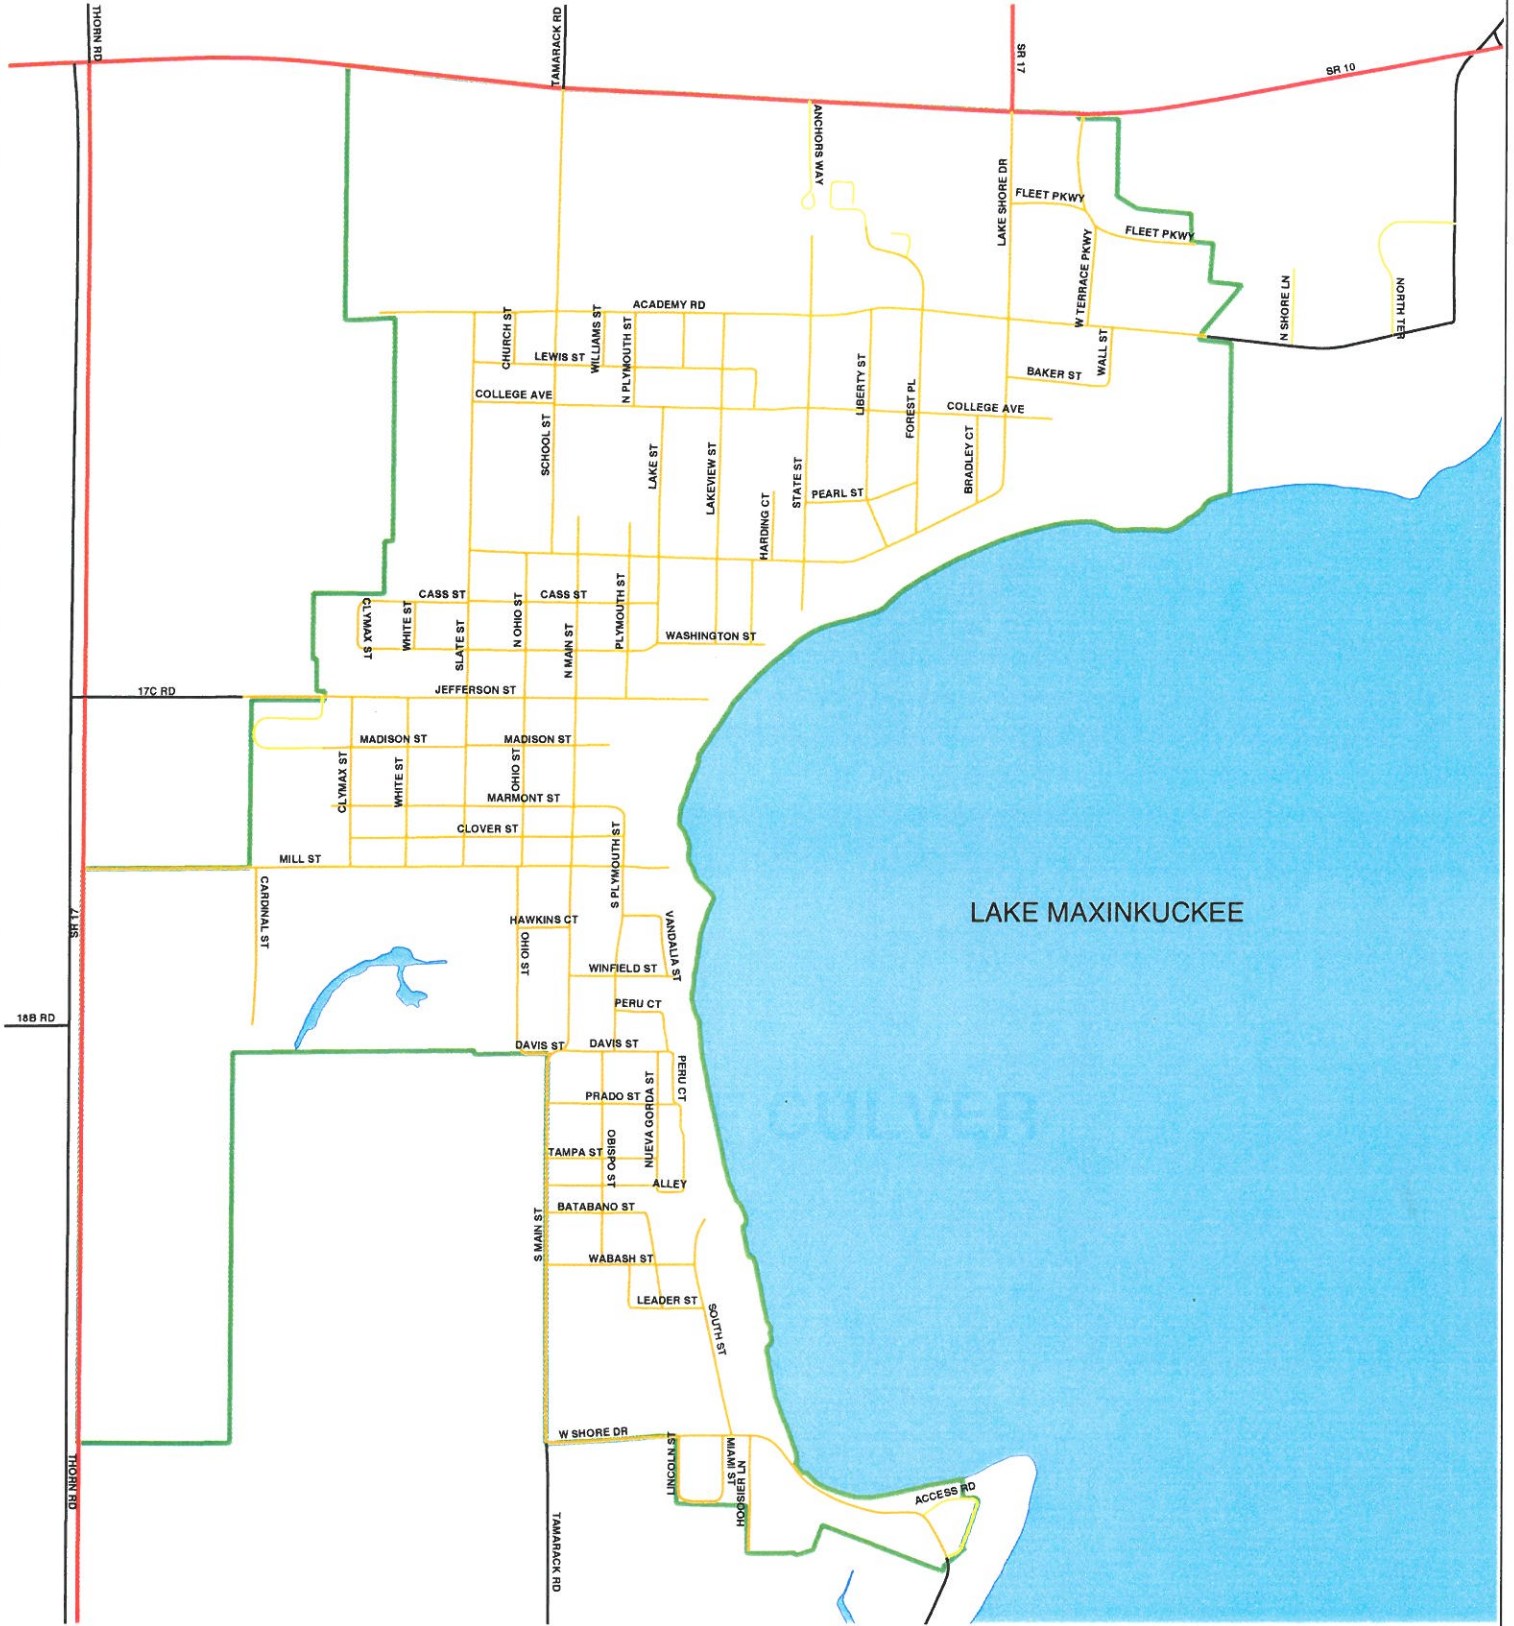 THORN RD
TAMARACK RD
SR 17
SR 10
ANCHORS WAY
LAKE SHORE DR
FLEET PKWY
FLEET PKWY
W TERRACE PKWY
N SHORE LN
NORTH TER
ACADEMY RD
CHURCH ST
WILLIAMS ST
N PLYMOUTH ST
LEWIS ST
WALL ST
BAKER ST
LIBERTY ST
FOREST PL
COLLEGE AVE
COLLEGE AVE
SCHOOL ST
LAKE ST
LAKEVIEW ST
STATE ST
BRADLEY CT
PEARL ST
HARDING CT
CASS ST
CASS ST
CLYMAX ST
WHITE ST
SLATE ST
N OHIO ST
N MAIN ST
PLYMOUTH ST
WASHINGTON ST
17C RD
JEFFERSON ST
MADISON ST
MADISON ST
CLYMAX ST
WHITE ST
OHIO ST
MARMONT ST
CLOVER ST
S PLYMOUTH ST
MILL ST
CARDINAL ST
SR 17
HAWKINS CT
OHIO ST
VANDALIA ST
LAKE MAXINKUCKEE
WINFIELD ST
PERU CT
18B RD
DAVIS ST
DAVIS ST
PERU CT
NUEVA GORDA ST
PRADO ST
CULVER
OBISPO ST
TAMPA ST
ALLEY
BATABANO ST
S MAIN ST
WABASH ST
LEADER ST
SOUTH ST
W SHORE DR
LINCOLN ST
MIAMI ST
HOOSIER LN
ACCESS RD
THORN RD
TAMARACK RD